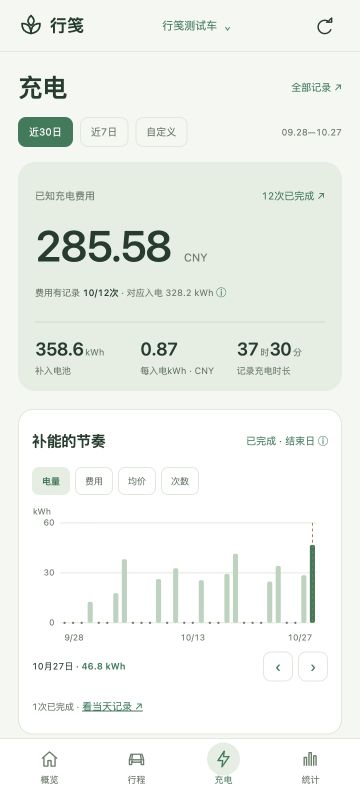 行笺
行笺测试车
充电
全部记录 ↗
近30日 近7日 自定义 09.28—10.27
已知充电费用 12次已完成 ↗
285.58 CNY
费用有记录 10/12次 · 对应入电 328.2 kWh ⓘ
358.6 kWh 0.87 37时30分
补入电池 每入电kWh · CNY 记录充电时长
补能的节奏 已完成 · 结束日 ⓘ
电量 费用 均价 次数
kWh
60
30
0
9/28 10/13 10/27
10月27日 · 46.8 kWh ‹ ›
1次已完成 · 看当天记录 ↗
概览 行程 充电 统计